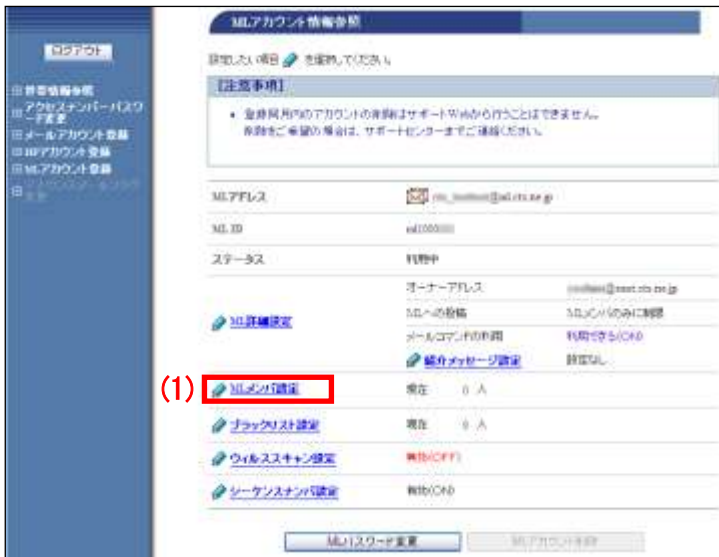 MLアカウント情報参照
ログアウト
設定したい項目 を選択してください。
【注意事項】
登録同月内のアカウントの削除はサポートWebから行うことはできません。
削除をご希望の場合は、サポートセンターまでご連絡ください。
アクセスナンバー・パスワード変更
メールアカウント登録
HPアカウント登録
MLアカウント登録
MLアドレス
ML ID
ステータス 利用中
オーナーアドレス
ML詳細設定
MLへの投稿 MLメンバのみに制限
メールコマンドの利用 利用できる(ON)
紹介メッセージ設定 設定なし
(1) MLメンバ設定 現在 0 人
ブラックリスト設定 現在 0 人
ウィルススキャン設定 無効(OFF)
シーケンスナンバ設定 有効(ON)
MLパスワード変更 MLアカウント削除